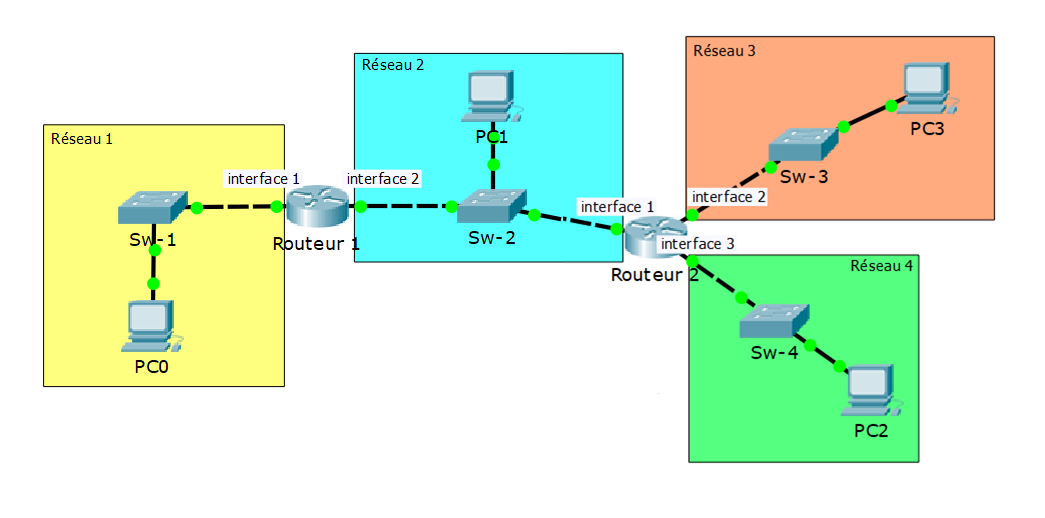 Réseau 1
interface 1
Sw-1
PC0
Routeur 1
Réseau 2
interface 2
PC1
Sw-2
interface 1
Routeur 2
Réseau 3
PC3
Sw-3
interface 2
interface 3
Réseau 4
Sw-4
PC2